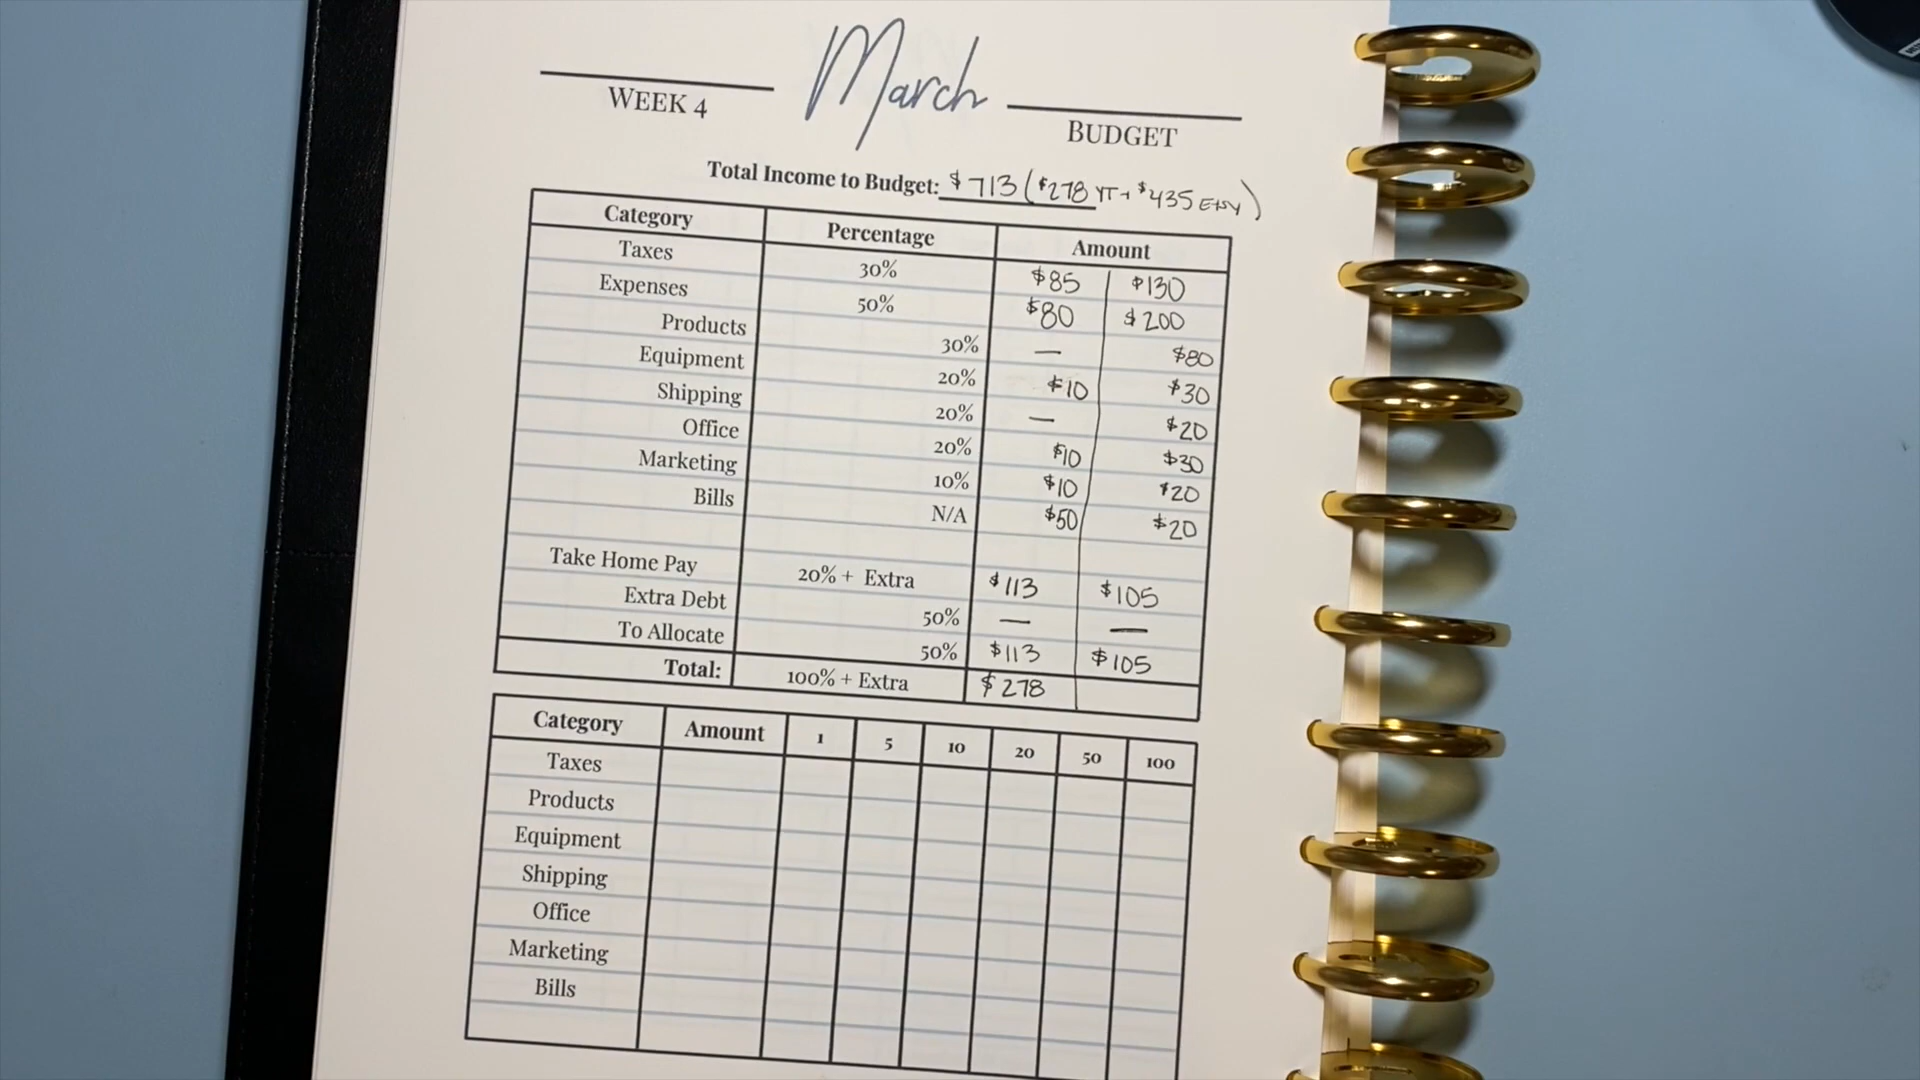 March
WEEK 4
BUDGET
Total Income to Budget: $713 ($278 YT + $435 Etsy)
Category Percentage Amount
Taxes 30% $85 $130
Expenses 50% $80 $200
Products 30% — $80
Equipment 20% $10 $30
Shipping 20% — $20
Office 20% $10 $30
Marketing 10% $10 $20
Bills N/A $50 $20
Take Home Pay 20% + Extra $113 $105
Extra Debt 50% — —
To Allocate 50% $113 $105
Total: 100% + Extra $278
Category Amount 1 5 10 20 50 100
Taxes
Products
Equipment
Shipping
Office
Marketing
Bills